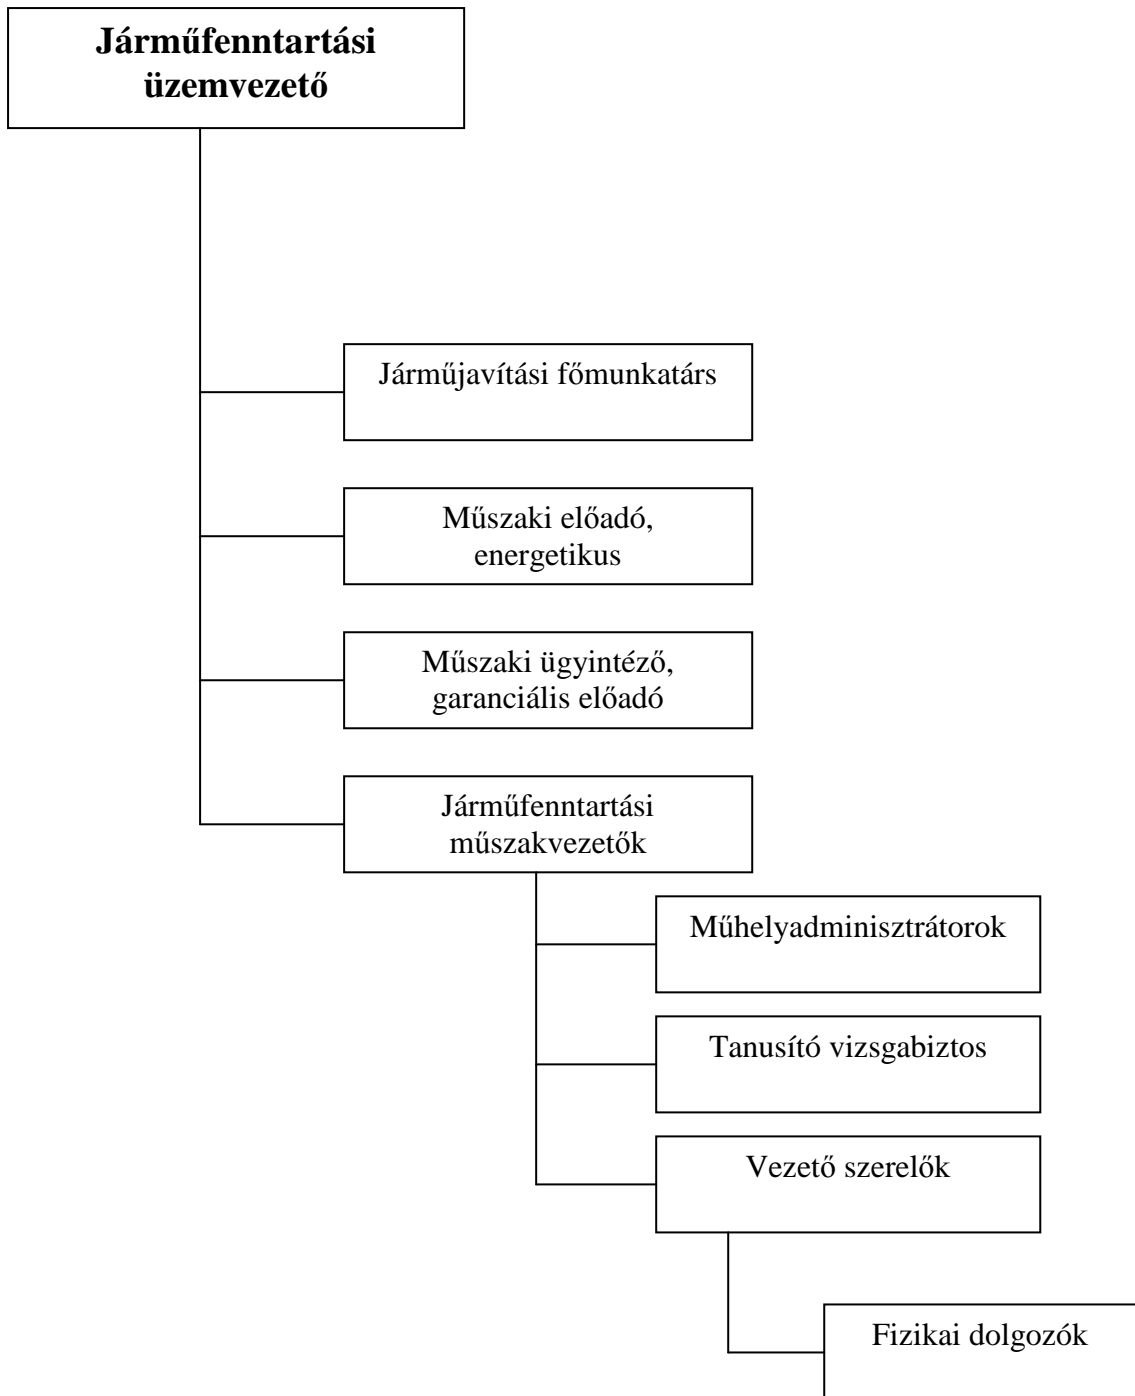 Járműfenntartási
üzemvezető
Járműjavítási főmunkatárs
Műszaki előadó,
energetikus
Műszaki ügyintéző,
garanciális előadó
Járműfenntartási
műszakvezetők
Műhelyadminisztrátorok
Tanusító vizsgabiztos
Vezető szerelők
Fizikai dolgozók